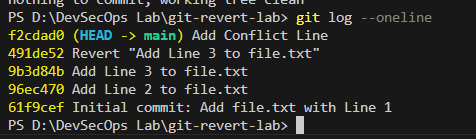 nothing to commit, working tree clean
PS D:\DevSecOps Lab\git-revert-lab> git log --oneline
f2cdad0 (HEAD -> main) Add Conflict Line
491de52 Revert "Add Line 3 to file.txt"
9b3d84b Add Line 3 to file.txt
96ec470 Add Line 2 to file.txt
61f9cef Initial commit: Add file.txt with Line 1
PS D:\DevSecOps Lab\git-revert-lab>